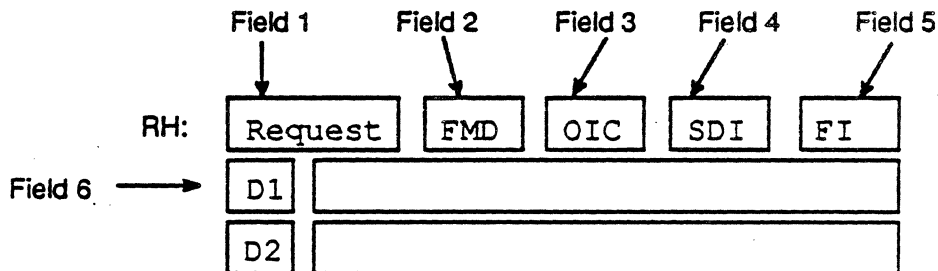 Field 1 Field 2 Field 3 Field 4 Field 5
RH: Request FMD OIC SDI FI
Field 6 D1
D2